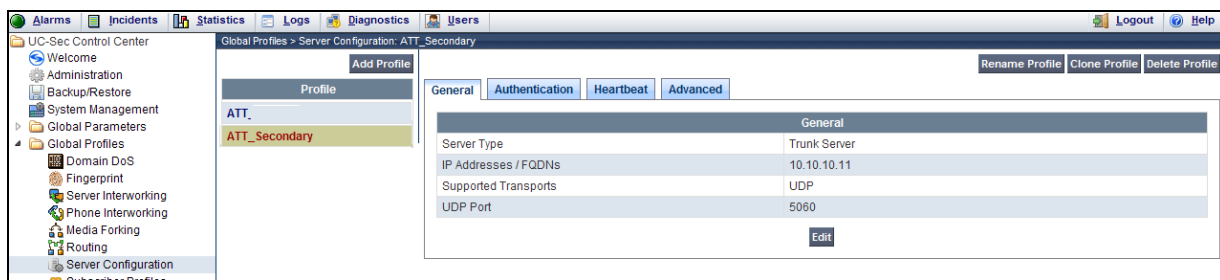 Alarms Incidents Statistics Logs Diagnostics Users Logout Help
UC-Sec Control Center
Welcome
Administration
Backup/Restore
System Management
Global Parameters
Global Profiles
Domain DoS
Fingerprint
Server Interworking
Phone Interworking
Media Forking
Routing
Server Configuration
Subscriber Profiles
Global Profiles > Server Configuration: ATT_Secondary
Add Profile
Profile
ATT_
ATT_Secondary
Rename Profile Clone Profile Delete Profile
General Authentication Heartbeat Advanced
General
Server Type Trunk Server
IP Addresses / FQDNs 10.10.10.11
Supported Transports UDP
UDP Port 5060
Edit